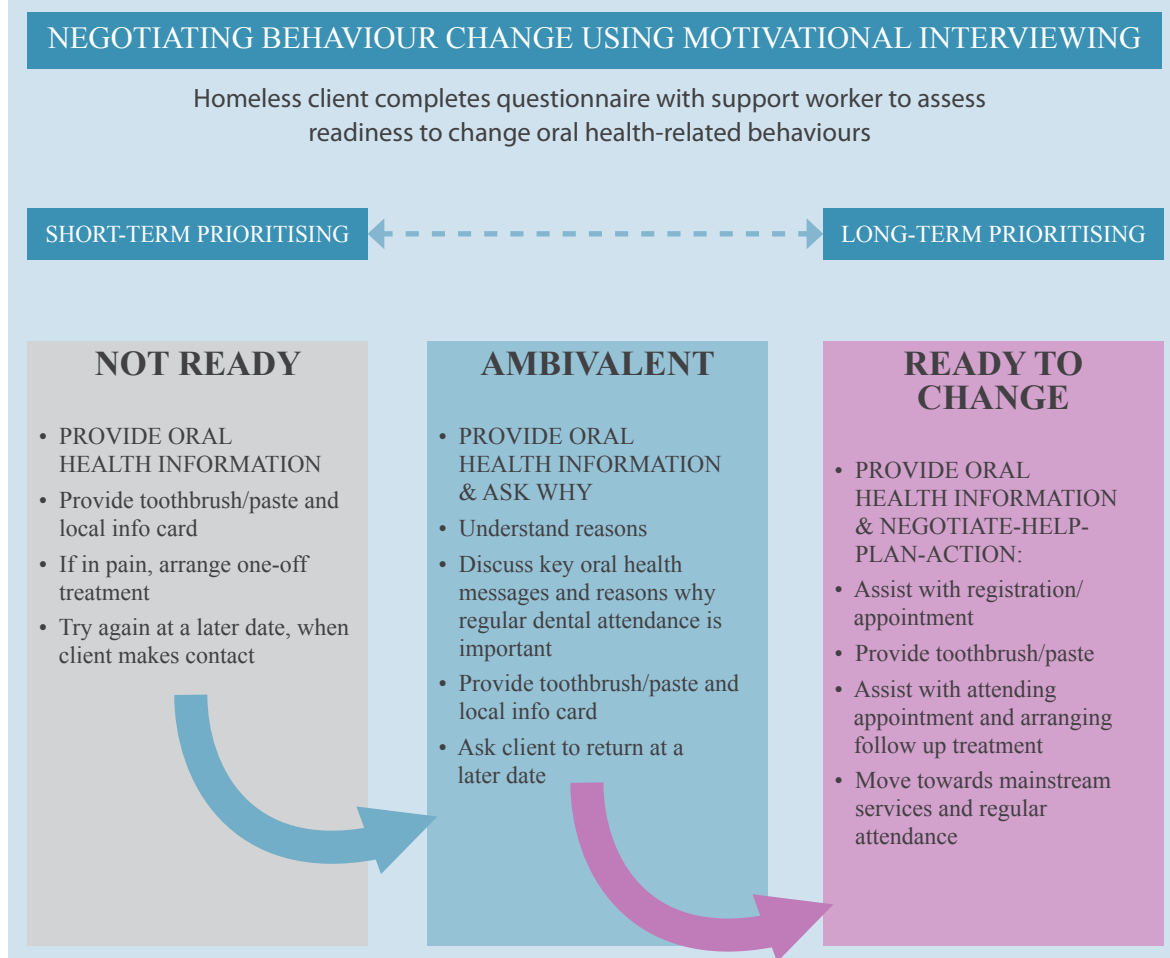 NEGOTIATING BEHAVIOUR CHANGE USING MOTIVATIONAL INTERVIEWING
Homeless client completes questionnaire with support worker to assess
readiness to change oral health-related behaviours
SHORT-TERM PRIORITISING
LONG-TERM PRIORITISING
NOT READY
• PROVIDE ORAL
HEALTH INFORMATION
• Provide toothbrush/paste and
local info card
• If in pain, arrange one-off
treatment
• Try again at a later date, when
client makes contact
AMBIVALENT
• PROVIDE ORAL
HEALTH INFORMATION
& ASK WHY
• Understand reasons
• Discuss key oral health
messages and reasons why
regular dental attendance is
important
• Provide toothbrush/paste and
local info card
• Ask client to return at a
later date
READY TO
CHANGE
• PROVIDE ORAL
HEALTH INFORMATION
& NEGOTIATE-HELP-
PLAN-ACTION:
• Assist with registration/
appointment
• Provide toothbrush/paste
• Assist with attending
appointment and arranging
follow up treatment
• Move towards mainstream
services and regular
attendance